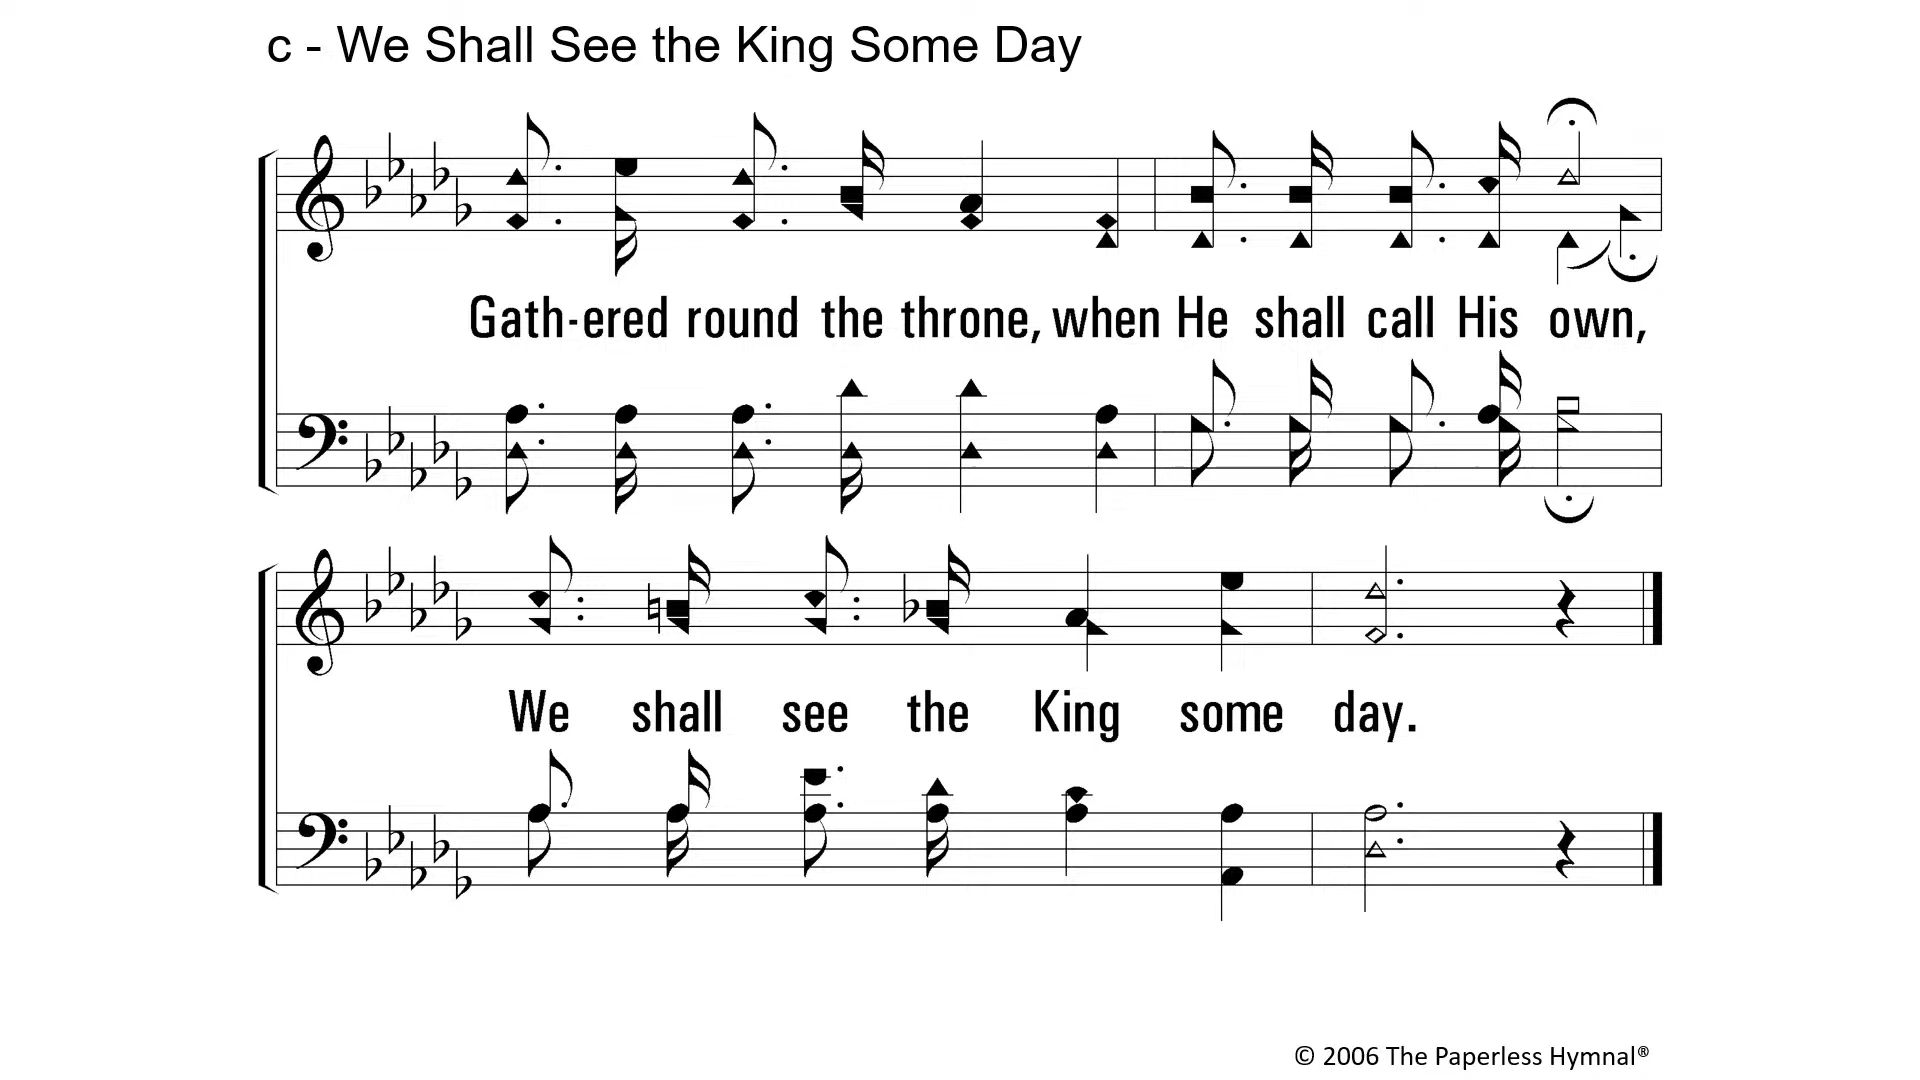 c - We Shall See the King Some Day
Gath-ered round the throne, when He shall call His own,
We shall see the King some day.
© 2006 The Paperless Hymnal®